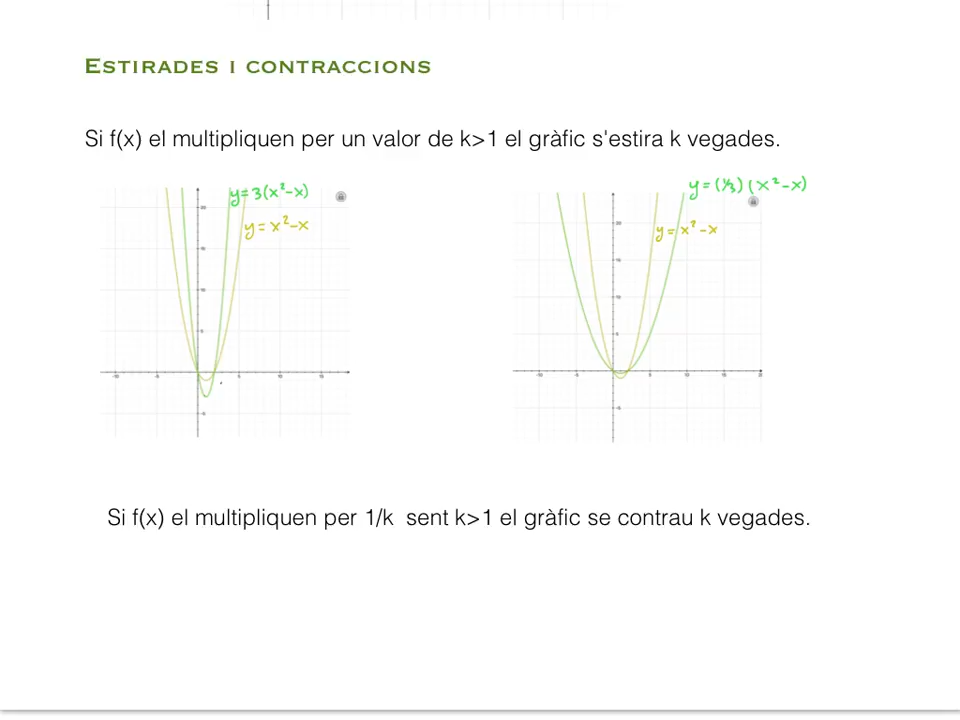 ESTIRADES I CONTRACCIONS
Si f(x) el multipliquen per un valor de k>1 el gràfic s'estira k vegades.
y=3(x²-x)
y=x²-x
y=(1/3)(x²-x)
y=x²-x
Si f(x) el multipliquen per 1/k sent k>1 el gràfic se contrau k vegades.